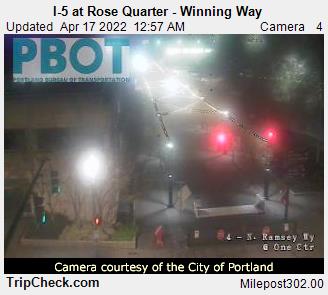 I-5 at Rose Quarter - Winning Way
Updated Apr 17 2022 12:57 AM Camera 4
PBOT
PORTLAND BUREAU OF TRANSPORTATION
4 - N. Ramsey Wy
@ One Ctr
Camera courtesy of the City of Portland
TripCheck.com Milepost302.00